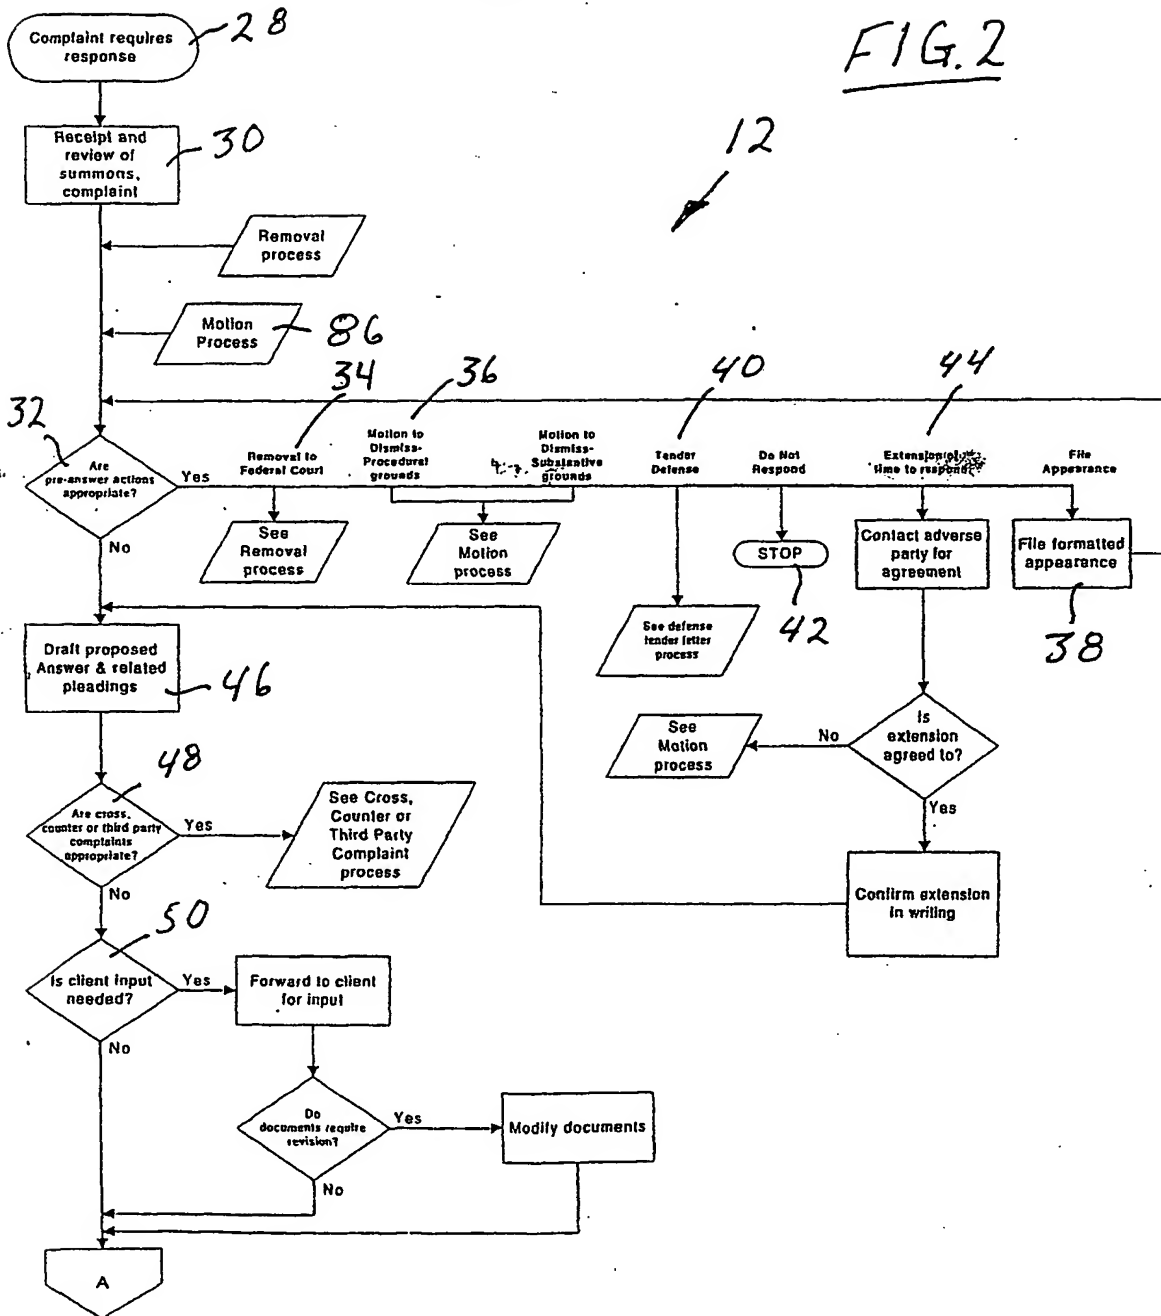 FIG. 2
Complaint requires
response
28
12
Receipt and
review of
summons,
complaint
30
Removal
process
Motion
Process
86
32
34
36
40
44
Are
pre-answer actions
appropriate?
Yes
No
Removal to
Federal Court
Motion to
Dismiss-
Procedural
grounds
Motion to
Dismiss-
Substantive
grounds
Tender
Defense
Do Not
Respond
Extension of
time to respond
File
Appearance
See
Removal
process
See
Motion
process
STOP
42
Contact adverse
party for
agreement
File formatted
appearance
38
See defense
tender letter
process
Draft proposed
Answer & related
pleadings
46
See
Motion
process
No
Is
extension
agreed to?
Yes
48
Are cross,
counter or third party
complaints
appropriate?
Yes
No
See Cross,
Counter or
Third Party
Complaint
process
Confirm extension
in writing
50
Is client input
needed?
Yes
No
Forward to client
for input
Do
documents require
revision?
Yes
No
Modify documents
A